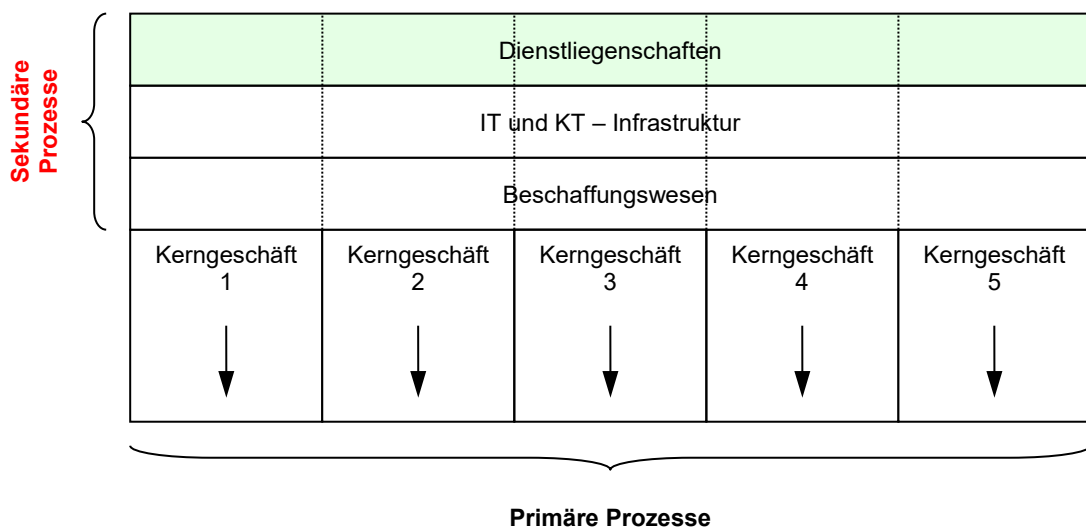 Sekundäre
Prozesse
Dienstliegenschaften
IT und KT – Infrastruktur
Beschaffungswesen
Kerngeschäft
1
Kerngeschäft
2
Kerngeschäft
3
Kerngeschäft
4
Kerngeschäft
5
Primäre Prozesse